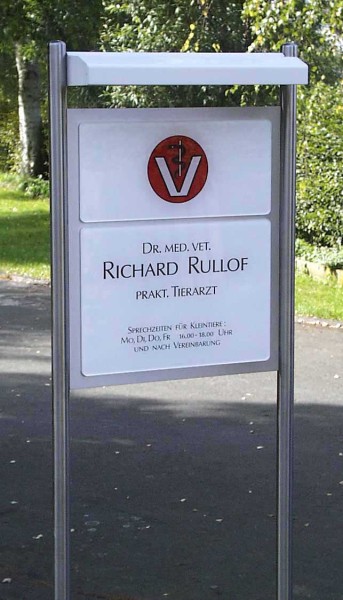 V
DR. MED. VET.
RICHARD RULLOF
PRAKT. TIERARZT
SPRECHZEITEN FÜR KLEINTIERE:
MO, DI, DO, FR 16.00-18.00 UHR
UND NACH VEREINBARUNG